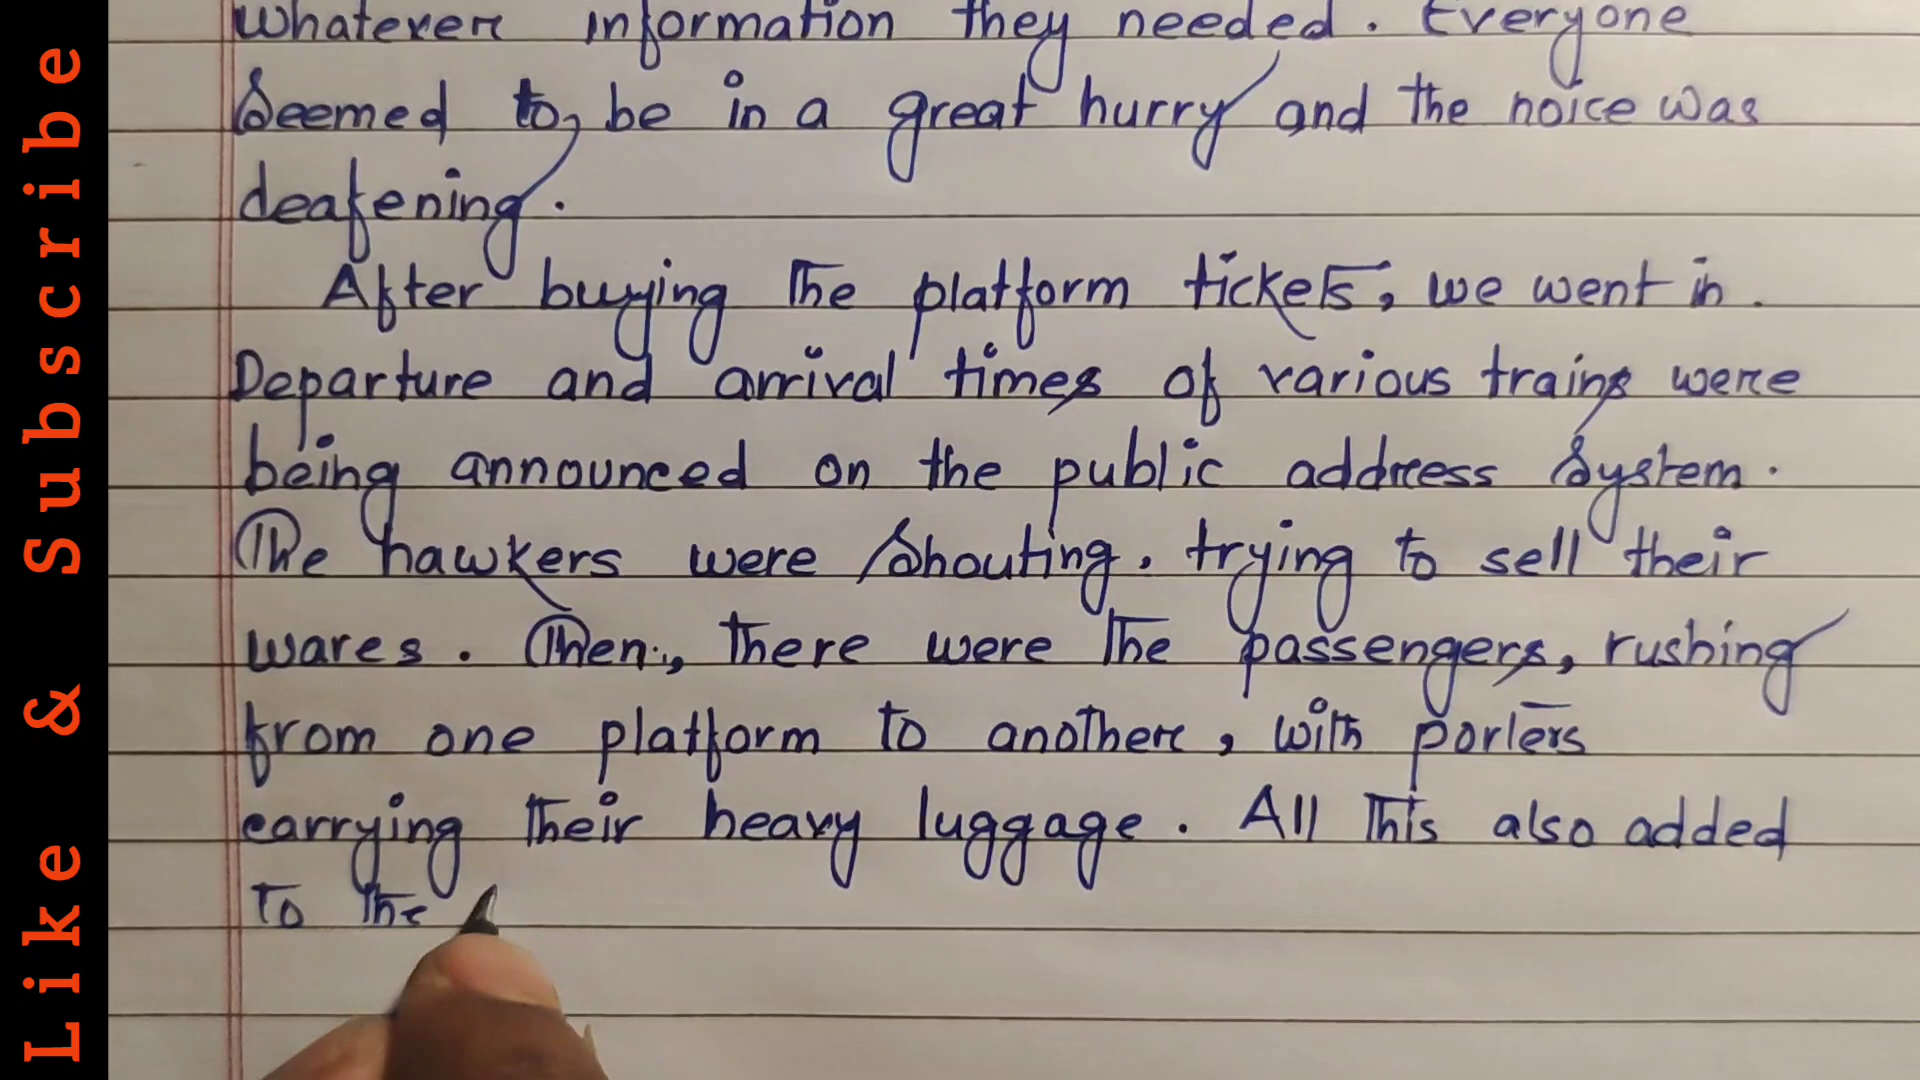 Like & Subscribe
whatever information they needed. Everyone
seemed to be in a great hurry and the noice was
deafening.
After buying the platform tickets, we went in.
Departure and arrival times of various trains were
being announced on the public address system.
The hawkers were shouting. trying to sell their
wares. Then., there were the passengers, rushing
from one platform to another, with porters
carrying their heavy luggage. All this also added
to the